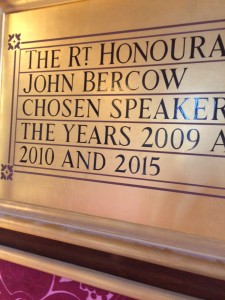 THE RT HONOURA
JOHN BERCOW
CHOSEN SPEAKER
THE YEARS 2009 A
2010 AND 2015